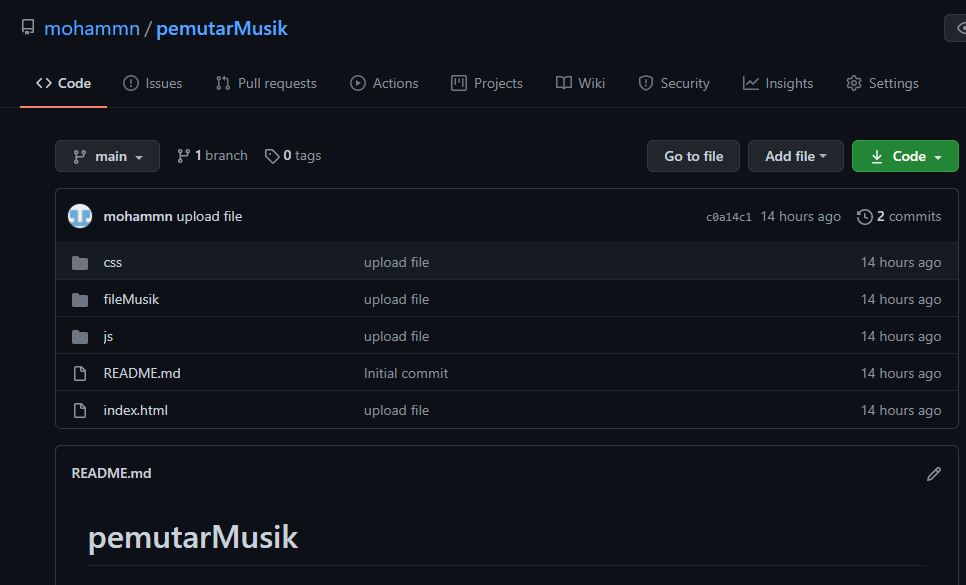 mohammn / pemutarMusik
Code Issues Pull requests Actions Projects Wiki Security Insights Settings
main 1 branch 0 tags Go to file Add file Code
mohammn upload file c0a14c1 14 hours ago 2 commits
css upload file 14 hours ago
fileMusik upload file 14 hours ago
js upload file 14 hours ago
README.md Initial commit 14 hours ago
index.html upload file 14 hours ago
README.md
pemutarMusik